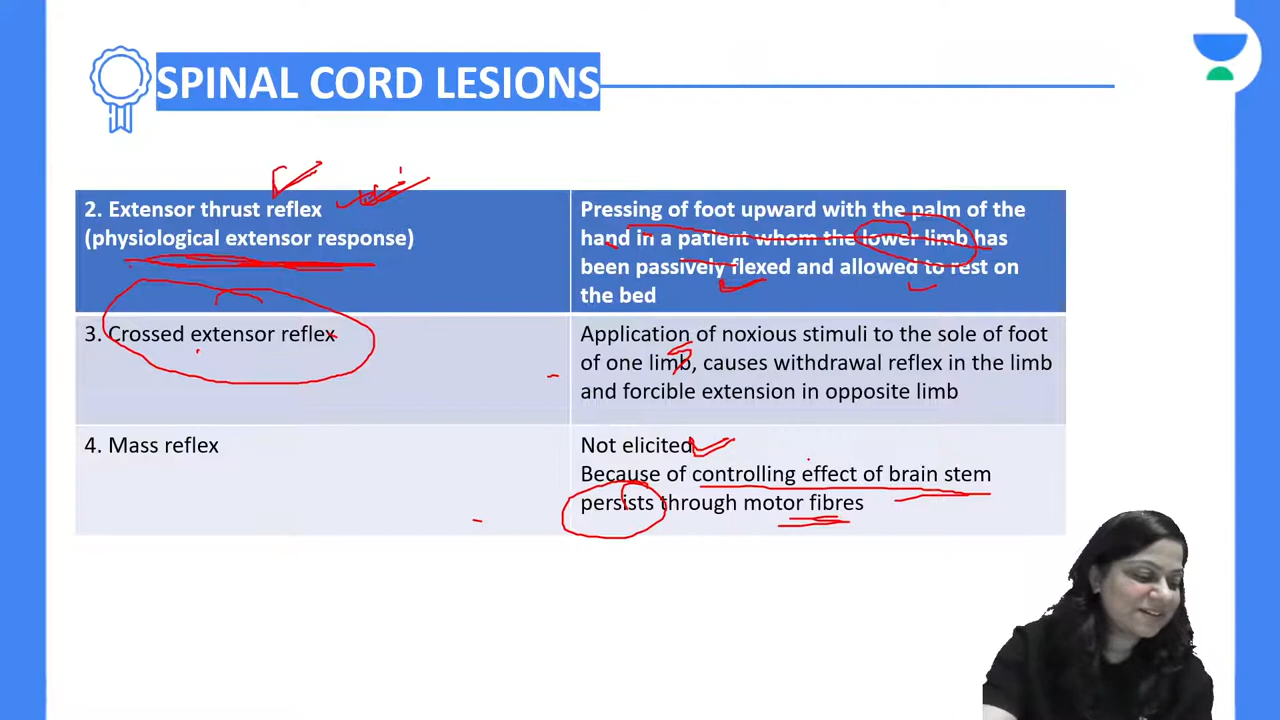 SPINAL CORD LESIONS
2. Extensor thrust reflex
(physiological extensor response)
Pressing of foot upward with the palm of the
hand in a patient whom the lower limb has
been passively flexed and allowed to rest on
the bed
3. Crossed extensor reflex
Application of noxious stimuli to the sole of foot
of one limb, causes withdrawal reflex in the limb
and forcible extension in opposite limb
4. Mass reflex
Not elicited
Because of controlling effect of brain stem
persists through motor fibres